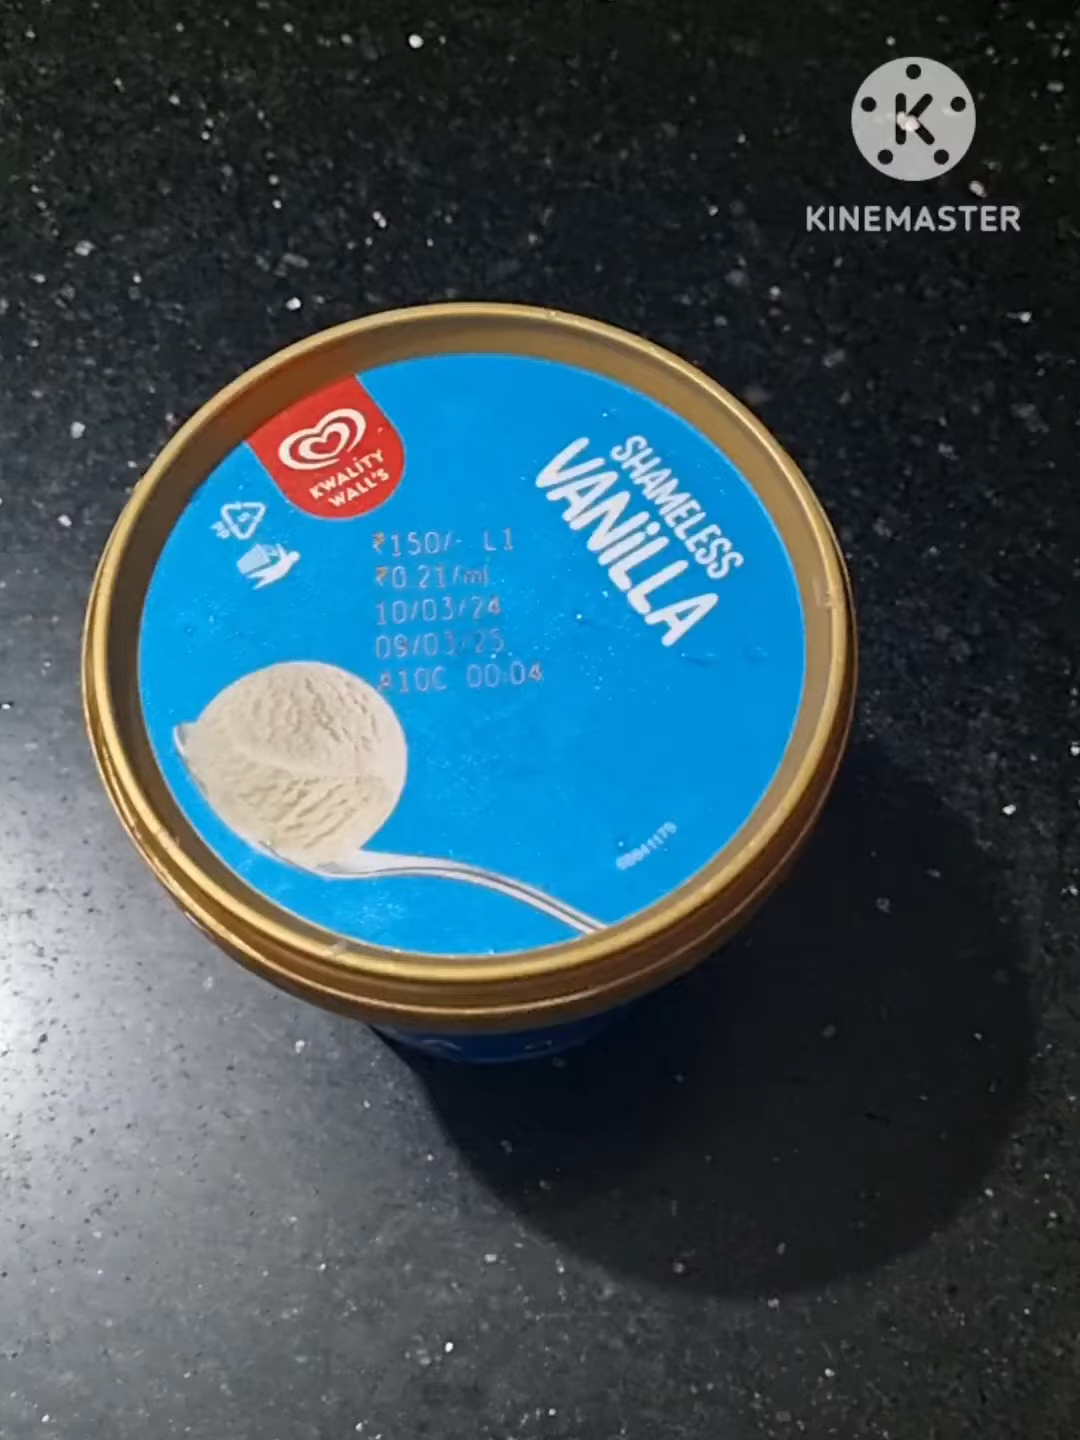 KINEMASTER
KWALITY
WALL'S
SHAMELESS
VANILLA
₹150/- L1
₹0.21/ml
10/03/24
09/03/25
A10C 00:04